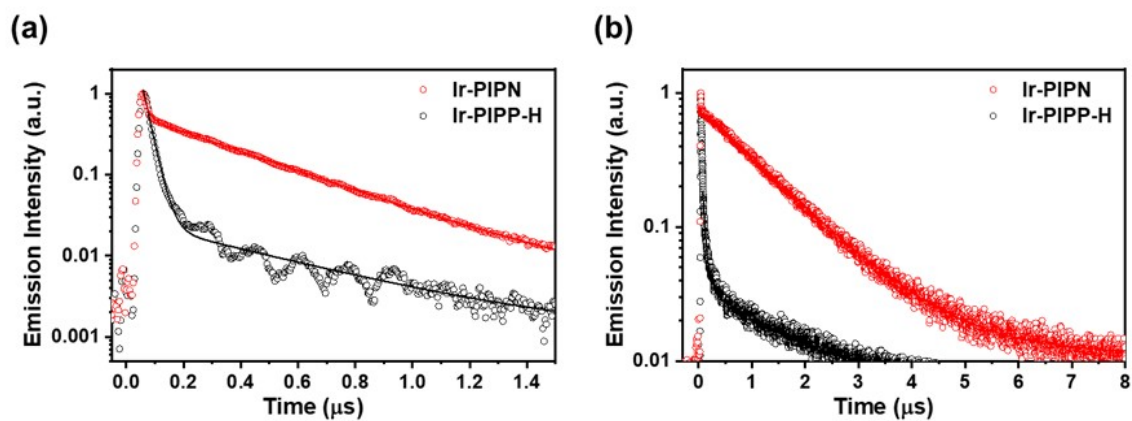 (a)
Emission Intensity (a.u.)
1
0.1
0.01
0.001
Ir-PIPN
Ir-PIPP-H
0.0 0.2 0.4 0.6 0.8 1.0 1.2 1.4
Time (μs)
(b)
Emission Intensity (a.u.)
1
0.1
0.01
Ir-PIPN
Ir-PIPP-H
0 1 2 3 4 5 6 7 8
Time (μs)